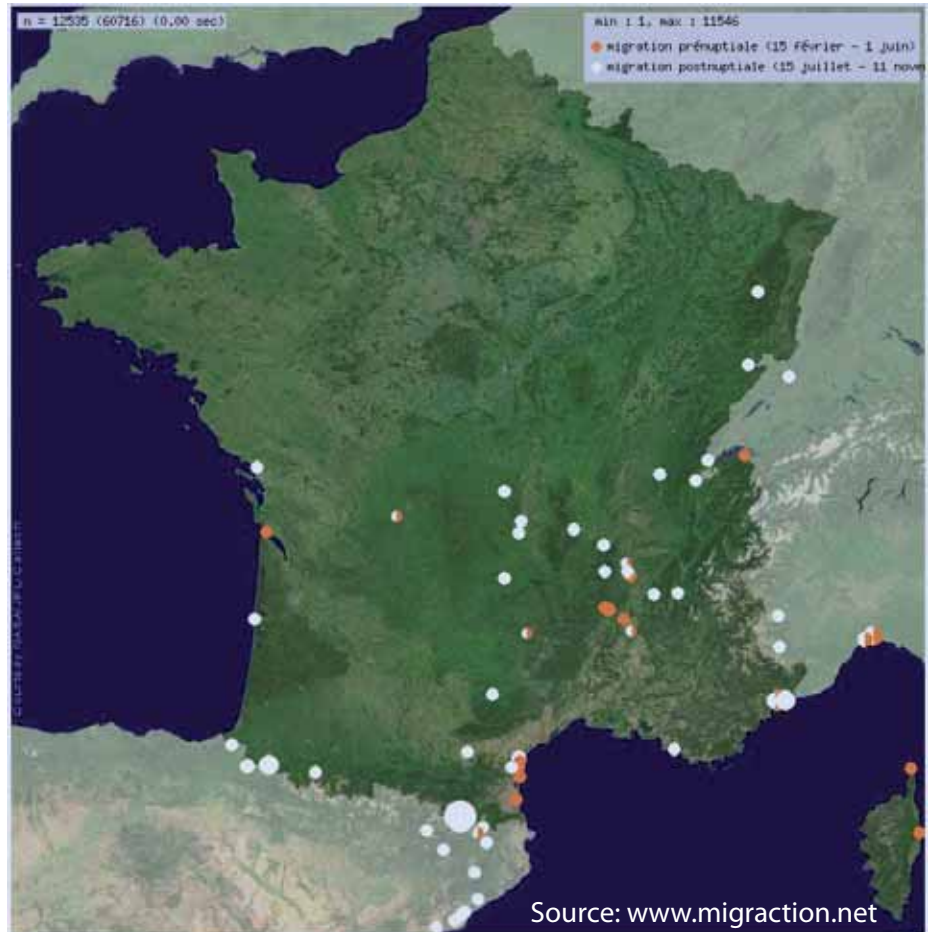 n = 12535 (60716) (0.00 sec)
min : 1, max : 11546
migration prénuptiale (15 février - 1 juin)
migration postnuptiale (15 juillet - 11 nove
Source: www.migraction.net